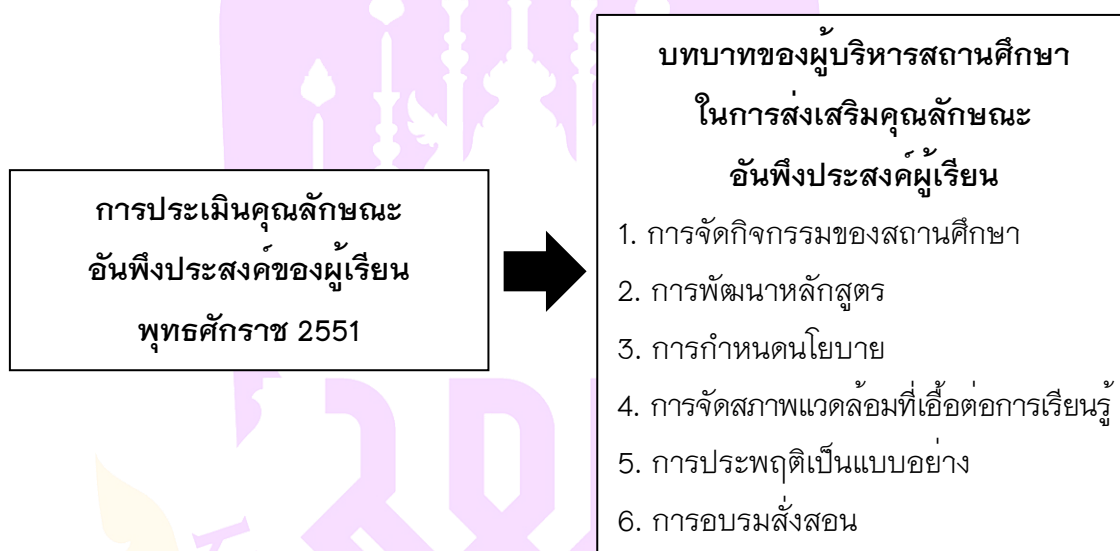 การประเมินคุณลักษณะ
อันพึงประสงค์ของผู้เรียน
พุทธศักราช 2551
บทบาทของผู้บริหารสถานศึกษา
ในการส่งเสริมคุณลักษณะ
อันพึงประสงค์ผู้เรียน
1. การจัดกิจกรรมของสถานศึกษา
2. การพัฒนาหลักสูตร
3. การกำหนดนโยบาย
4. การจัดสภาพแวดล้อมที่เอื้อต่อการเรียนรู้
5. การประพฤติเป็นแบบอย่าง
6. การอบรมสั่งสอน